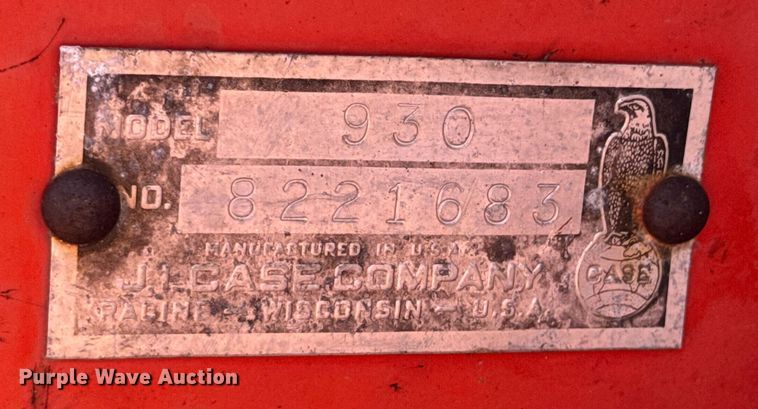 MODEL 930
NO. 8221683
MANUFACTURED IN U.S.A.
J.I. CASE COMPANY
RACINE - WISCONSIN - U.S.A.
CASE
Purple Wave Auction